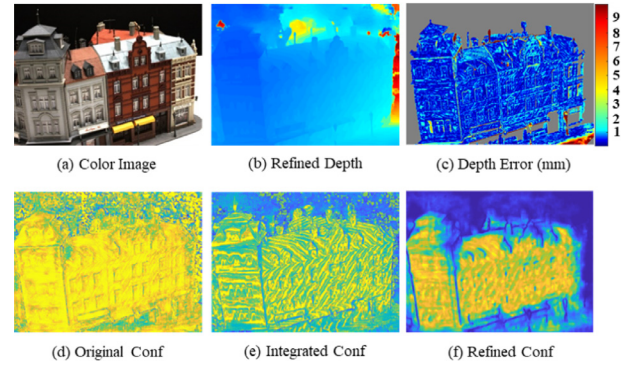 9
8
7
6
5
4
3
2
1
(a) Color Image
(b) Refined Depth
(c) Depth Error (mm)
(d) Original Conf
(e) Integrated Conf
(f) Refined Conf